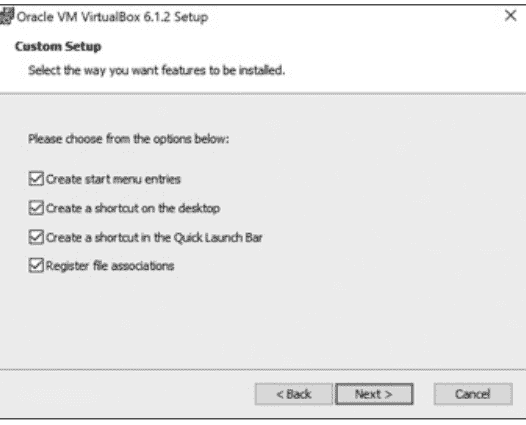 Oracle VM VirtualBox 6.1.2 Setup
Custom Setup
Select the way you want features to be installed.
Please choose from the options below:
Create start menu entries
Create a shortcut on the desktop
Create a shortcut in the Quick Launch Bar
Register file associations
< Back Next > Cancel